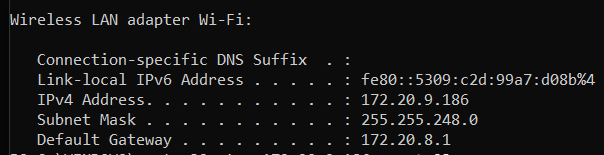 Wireless LAN adapter Wi-Fi:
Connection-specific DNS Suffix  . :
Link-local IPv6 Address . . . . . : fe80::5309:c2d:99a7:d08b%4
IPv4 Address. . . . . . . . . . . : 172.20.9.186
Subnet Mask . . . . . . . . . . . : 255.255.248.0
Default Gateway . . . . . . . . . : 172.20.8.1